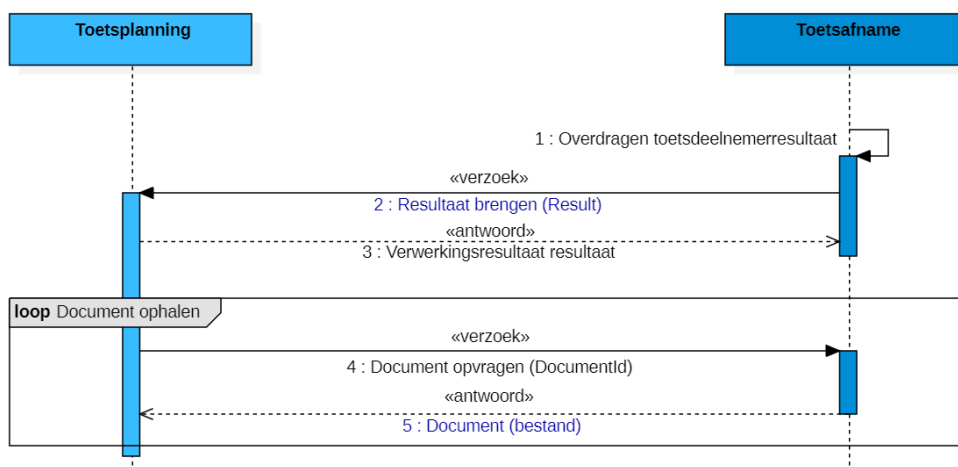 Toetsplanning
Toetsafname
1 : Overdragen toetsdeelnemerresultaat
«verzoek»
2 : Resultaat brengen (Result)
«antwoord»
3 : Verwerkingsresultaat resultaat
loop Document ophalen
«verzoek»
4 : Document opvragen (DocumentId)
«antwoord»
5 : Document (bestand)